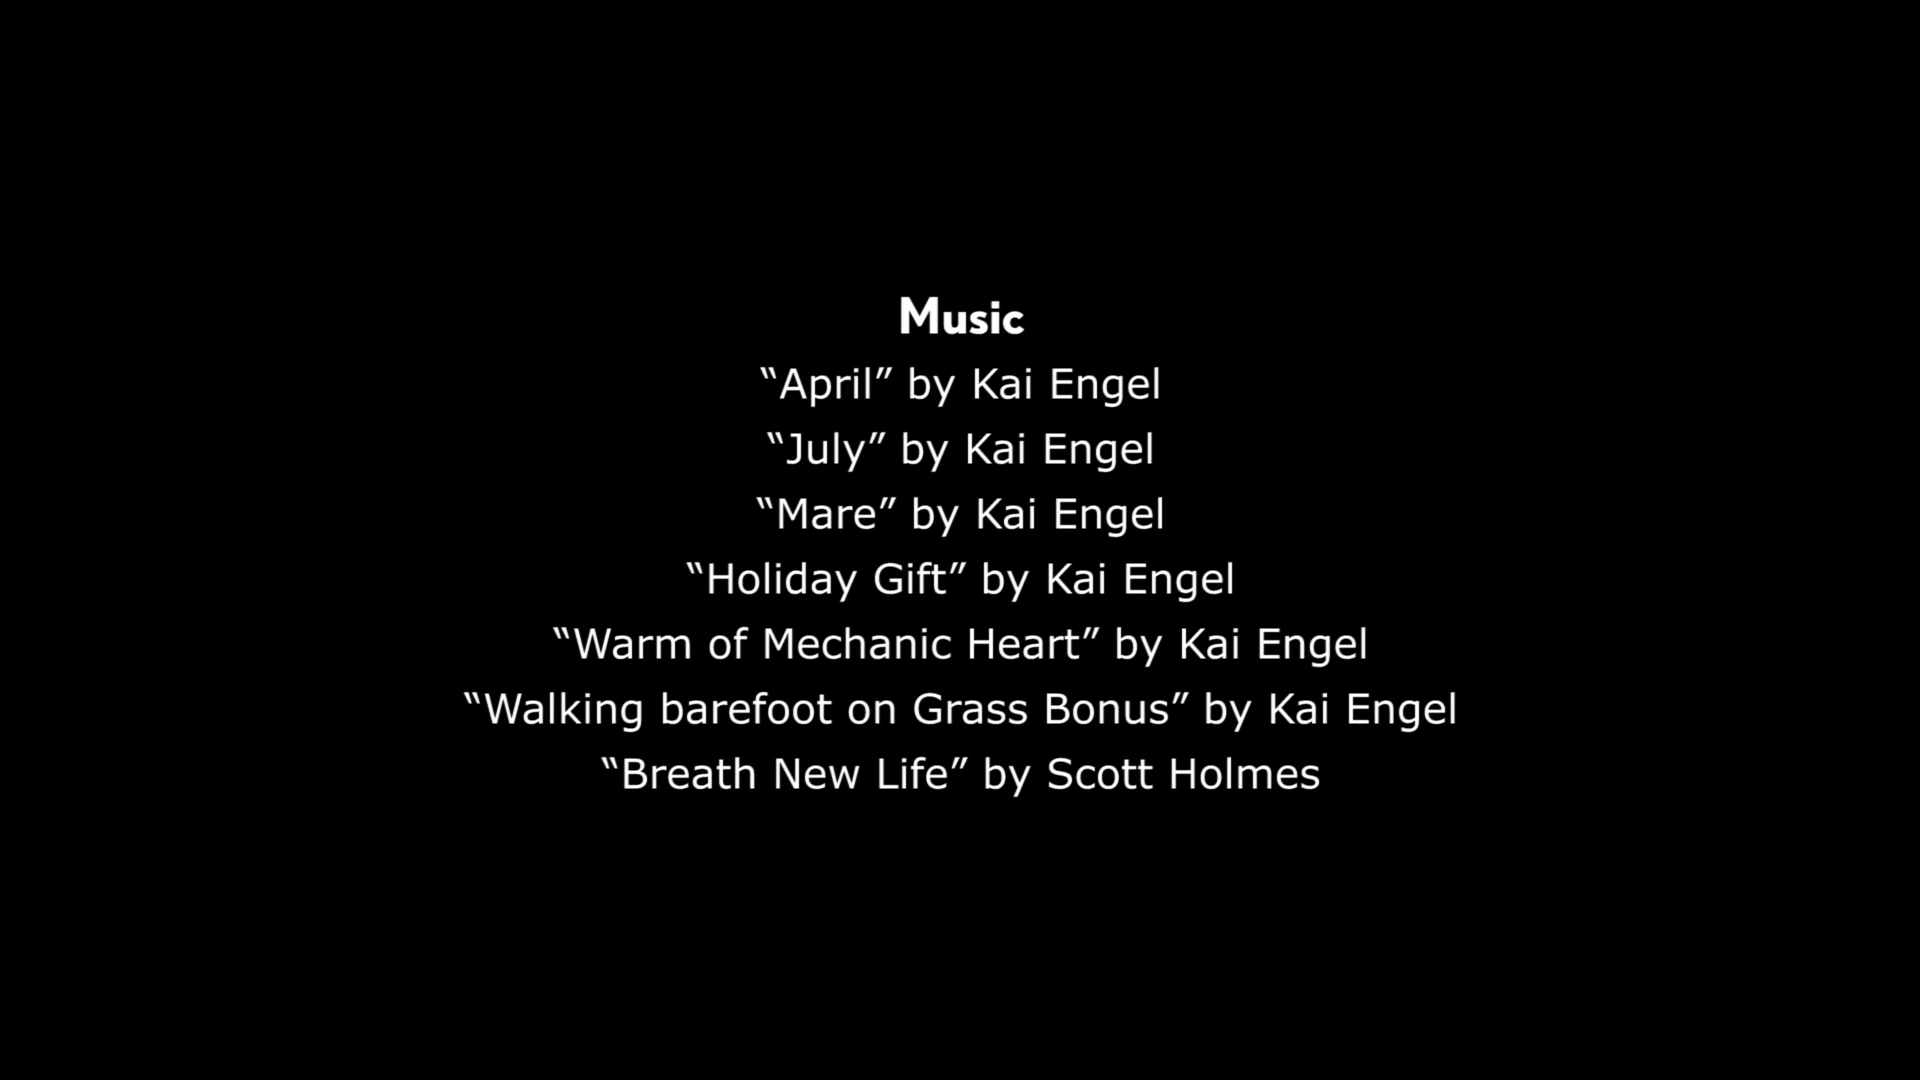 Music
“April” by Kai Engel
“July” by Kai Engel
“Mare” by Kai Engel
“Holiday Gift” by Kai Engel
“Warm of Mechanic Heart” by Kai Engel
“Walking barefoot on Grass Bonus” by Kai Engel
“Breath New Life” by Scott Holmes